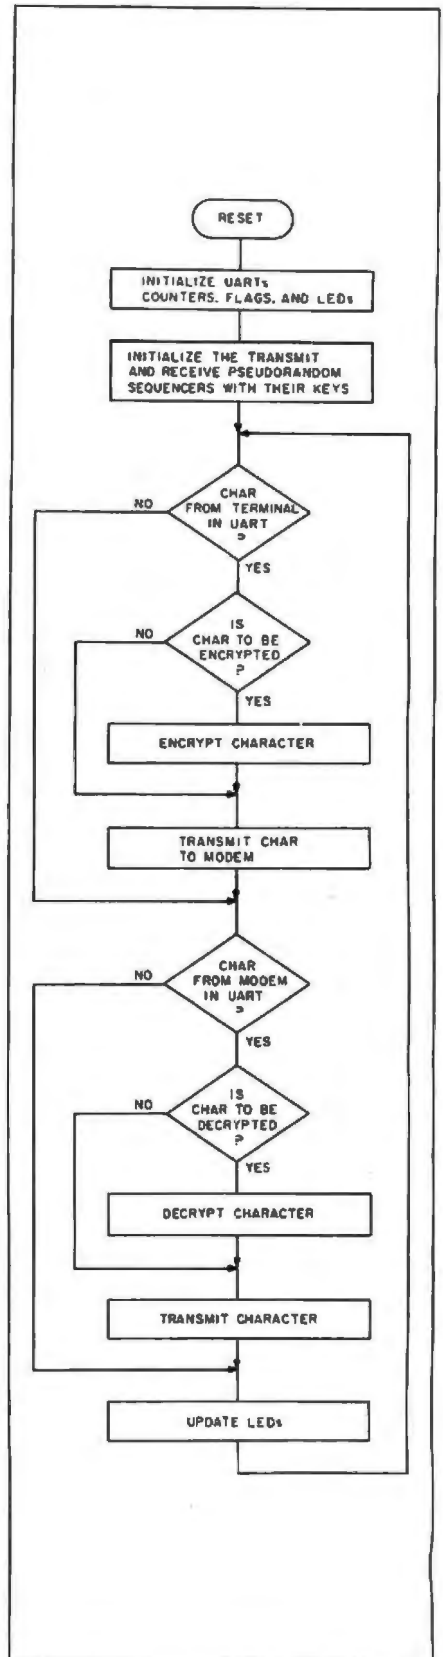 RESET
INITIALIZE UARTs
COUNTERS, FLAGS, AND LEDs
INITIALIZE THE TRANSMIT
AND RECEIVE PSEUDORANDOM
SEQUENCERS WITH THEIR KEYS
CHAR
FROM TERMINAL
IN UART
?
NO
YES
IS
CHAR TO BE
ENCRYPTED
?
NO
YES
ENCRYPT CHARACTER
TRANSMIT CHAR
TO MODEM
CHAR
FROM MODEM
IN UART
?
NO
YES
IS
CHAR TO BE
DECRYPTED
?
NO
YES
DECRYPT CHARACTER
TRANSMIT CHARACTER
UPDATE LEDs